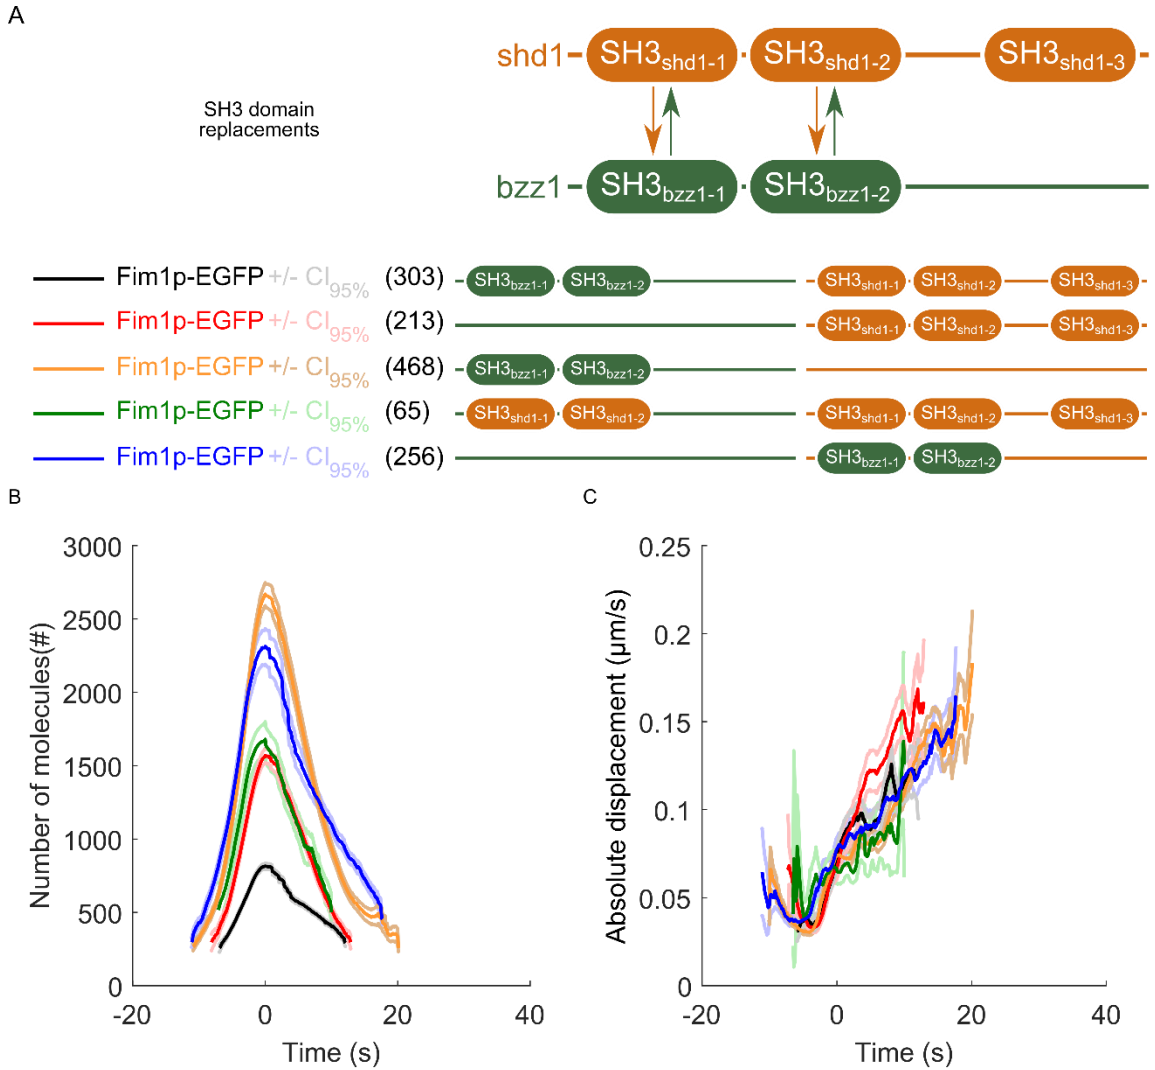 A
shd1 SH3shd1-1 SH3shd1-2 SH3shd1-3
SH3 domain
replacements
bzz1 SH3bzz1-1 SH3bzz1-2
Fim1p-EGFP +/- CI95% (303) SH3bzz1-1 SH3bzz1-2 SH3shd1-1 SH3shd1-2 SH3shd1-3
Fim1p-EGFP +/- CI95% (213) SH3shd1-1 SH3shd1-2 SH3shd1-3
Fim1p-EGFP +/- CI95% (468) SH3bzz1-1 SH3bzz1-2
Fim1p-EGFP +/- CI95% (65) SH3shd1-1 SH3shd1-2 SH3shd1-1 SH3shd1-2 SH3shd1-3
Fim1p-EGFP +/- CI95% (256) SH3bzz1-1 SH3bzz1-2
B
Number of molecules(#)
3000
2500
2000
1500
1000
500
0
-20 0 20 40
Time (s)
C
Absolute displacement (µm/s)
0.25
0.2
0.15
0.1
0.05
0
-20 0 20 40
Time (s)